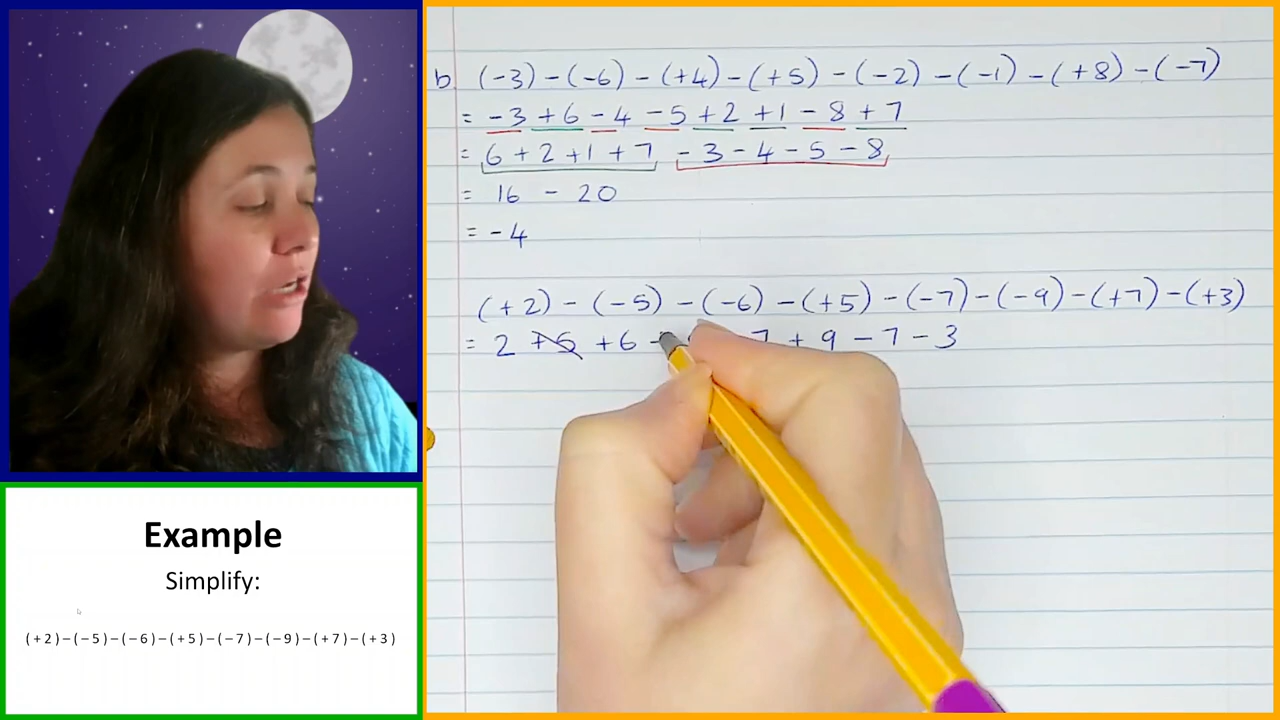 b. (-3) - (-6) - (+4) - (+5) - (-2) - (-1) - (+8) - (-7)
= -3 + 6 - 4 - 5 + 2 + 1 - 8 + 7
= 6 + 2 + 1 + 7 - 3 - 4 - 5 - 8
= 16 - 20
= -4
(+2) - (-5) - (-6) - (+5) - (-7) - (-9) - (+7) - (+3)
= 2 +5 +6 - 7 + 9 - 7 - 3
Example
Simplify:
(+2)-(-5)-(-6)-(+5)-(-7)-(-9)-(+7)-(+3)